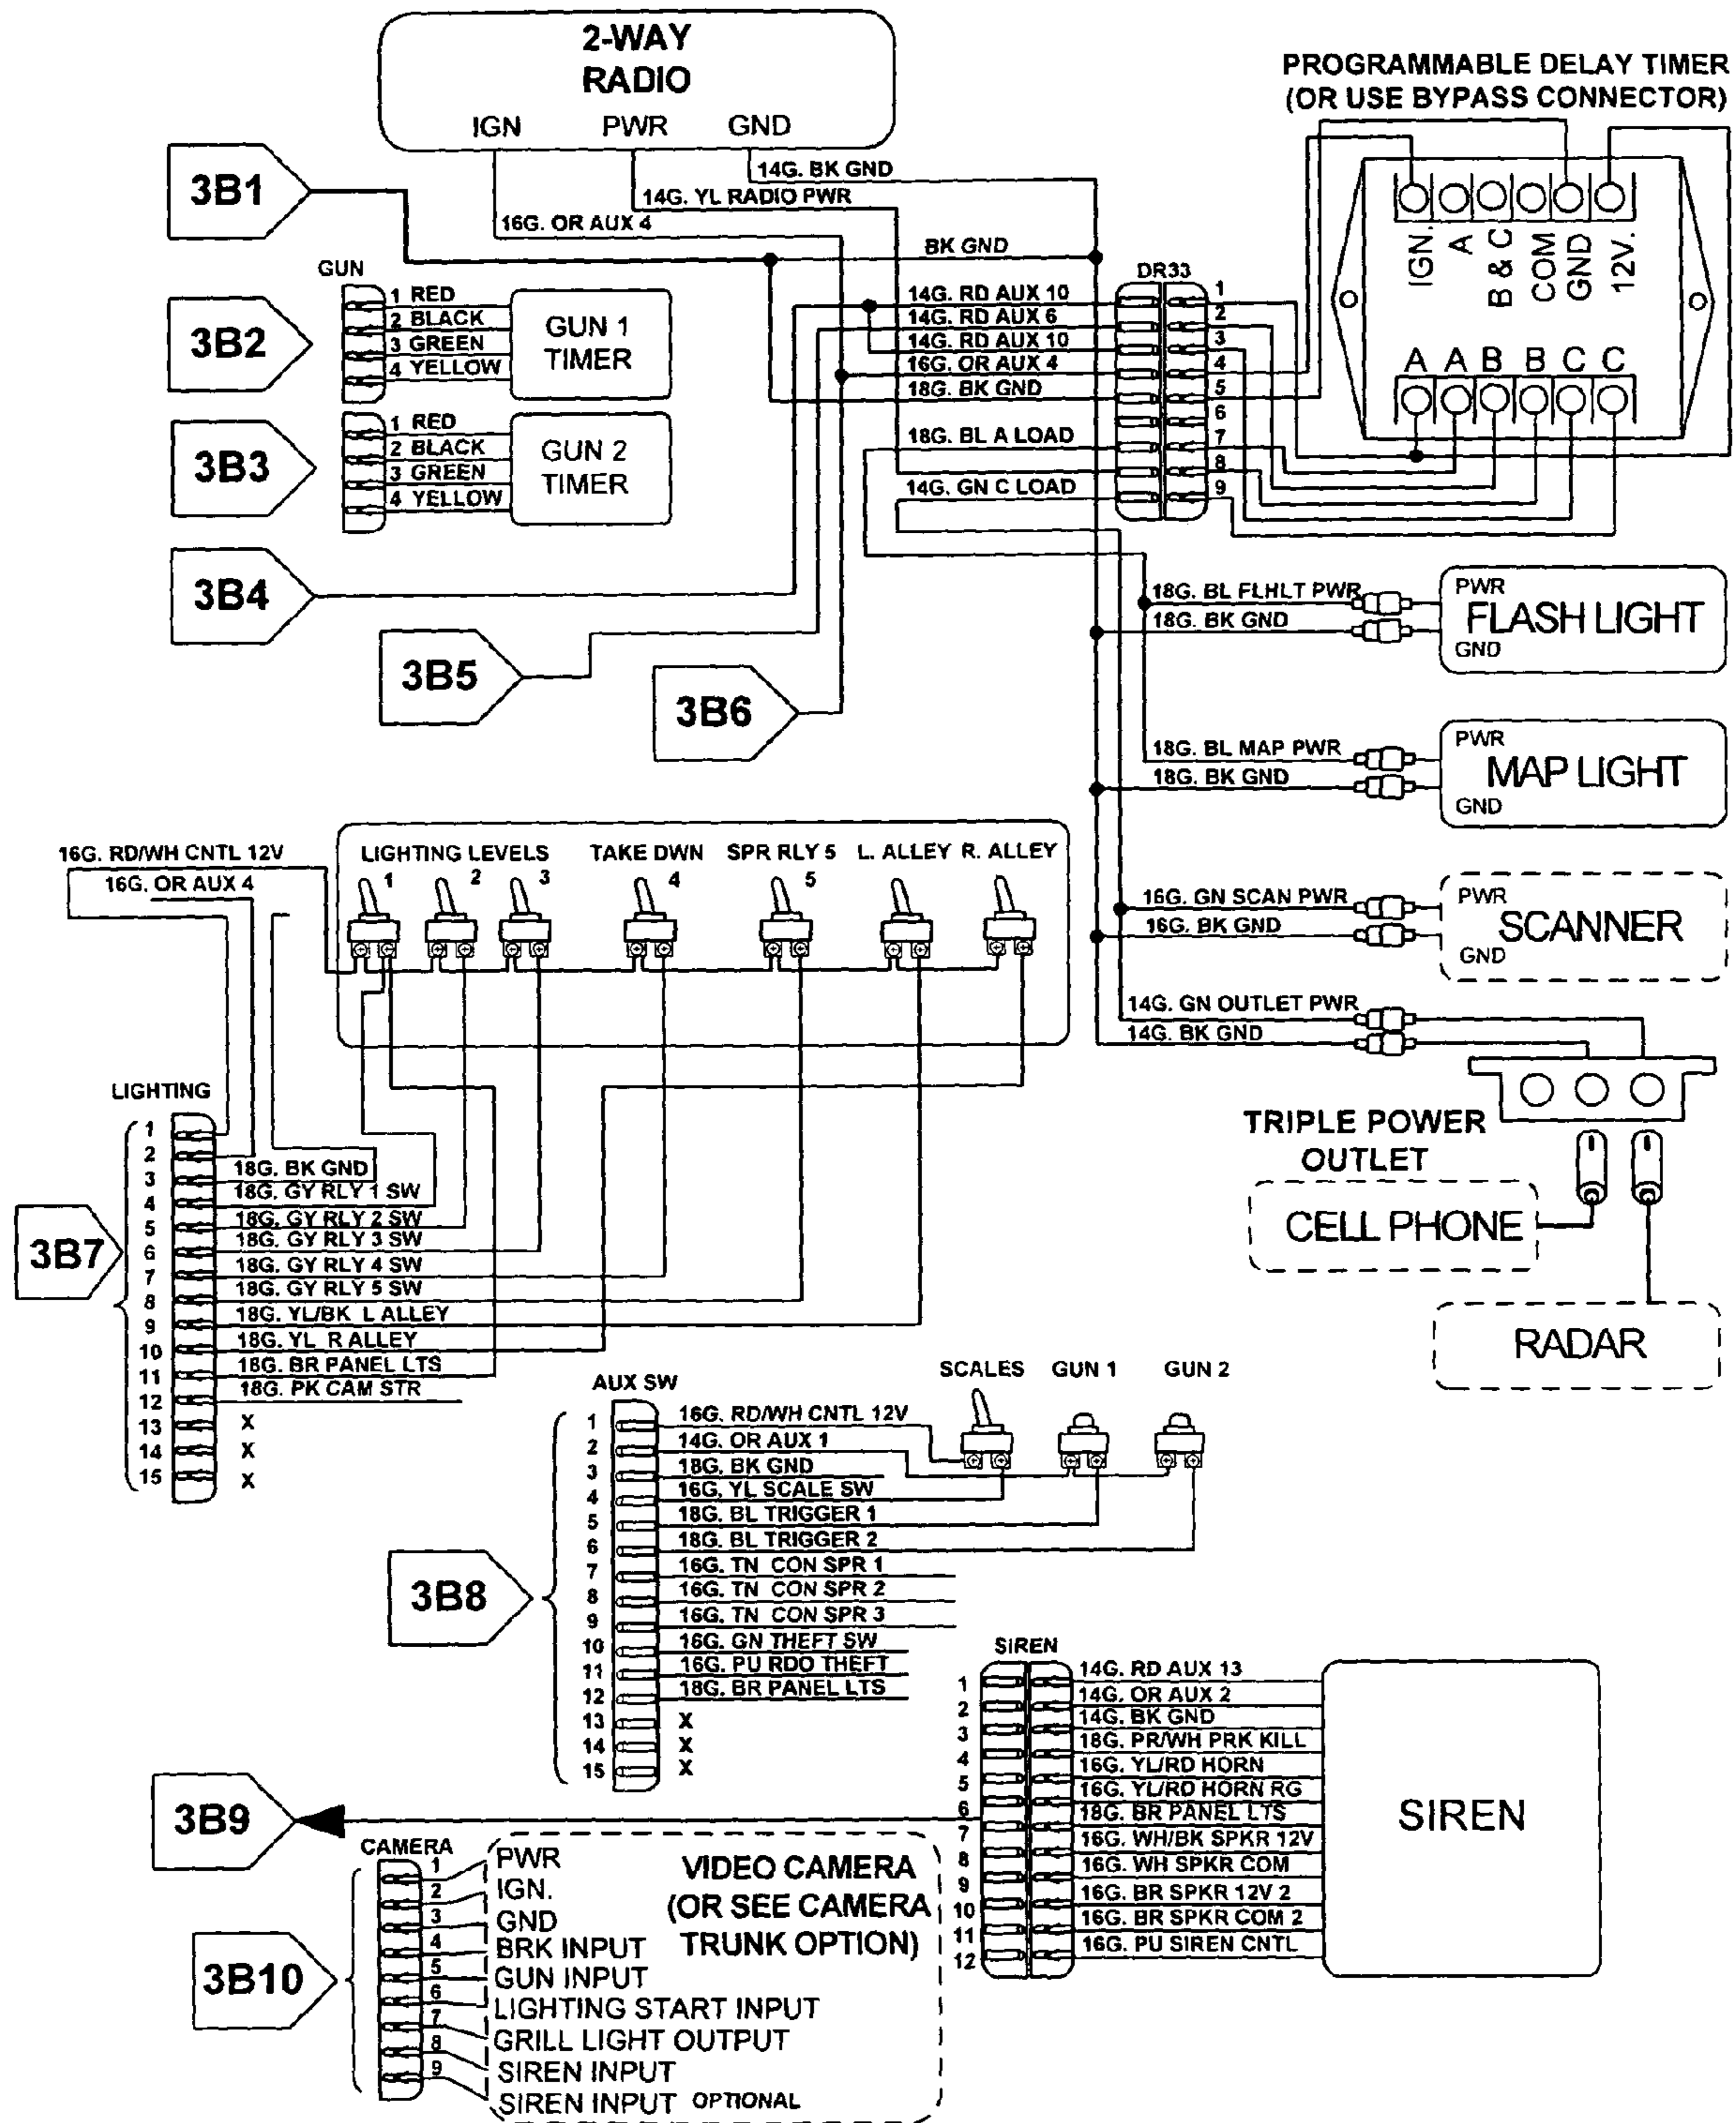 2-WAY
RADIO
IGN PWR GND
PROGRAMMABLE DELAY TIMER
(OR USE BYPASS CONNECTOR)
3B1
14G. BK GND
14G. YL RADIO PWR
16G. OR AUX 4
BK GND
IGN.
A
B & C
COM
GND
12V.
A A B B C C
GUN
1 RED
2 BLACK
3 GREEN
4 YELLOW
GUN 1
TIMER
3B2
1 RED
2 BLACK
3 GREEN
4 YELLOW
GUN 2
TIMER
3B3
DR33
14G. RD AUX 10
14G. RD AUX 6
14G. RD AUX 10
16G. OR AUX 4
18G. BK GND
18G. BL A LOAD
14G. GN C LOAD
1
2
3
4
5
6
7
8
9
3B4
3B5
3B6
18G. BL FLHLT PWR
18G. BK GND
PWR
FLASH LIGHT
GND
18G. BL MAP PWR
18G. BK GND
PWR
MAP LIGHT
GND
16G. GN SCAN PWR
16G. BK GND
PWR
SCANNER
GND
14G. GN OUTLET PWR
14G. BK GND
TRIPLE POWER
OUTLET
CELL PHONE
RADAR
16G. RD/WH CNTL 12V
16G. OR AUX 4
LIGHTING LEVELS TAKE DWN SPR RLY 5 L. ALLEY R. ALLEY
1 2 3 4 5
LIGHTING
1
2
3
4
5
6
7
8
9
10
11
12
13
14
15
18G. BK GND
18G. GY RLY 1 SW
18G. GY RLY 2 SW
18G. GY RLY 3 SW
18G. GY RLY 4 SW
18G. GY RLY 5 SW
18G. YL/BK L ALLEY
18G. YL R ALLEY
18G. BR PANEL LTS
18G. PK CAM STR
X
X
X
3B7
AUX SW
SCALES GUN 1 GUN 2
1
2
3
4
5
6
7
8
9
10
11
12
13
14
15
16G. RD/WH CNTL 12V
14G. OR AUX 1
18G. BK GND
16G. YL SCALE SW
18G. BL TRIGGER 1
18G. BL TRIGGER 2
16G. TN CON SPR 1
16G. TN CON SPR 2
16G. TN CON SPR 3
16G. GN THEFT SW
16G. PU RDO THEFT
18G. BR PANEL LTS
X
X
X
3B8
SIREN
1
2
3
4
5
6
7
8
9
10
11
12
14G. RD AUX 13
14G. OR AUX 2
14G. BK GND
18G. PR/WH PRK KILL
16G. YL/RD HORN
16G. YL/RD HORN RG
18G. BR PANEL LTS
16G. WH/BK SPKR 12V
16G. WH SPKR COM
16G. BR SPKR 12V 2
16G. BR SPKR COM 2
16G. PU SIREN CNTL
SIREN
3B9
CAMERA
1
2
3
4
5
6
7
8
9
PWR
IGN.
GND
BRK INPUT
GUN INPUT
LIGHTING START INPUT
GRILL LIGHT OUTPUT
SIREN INPUT
SIREN INPUT OPTIONAL
VIDEO CAMERA
(OR SEE CAMERA
TRUNK OPTION)
3B10